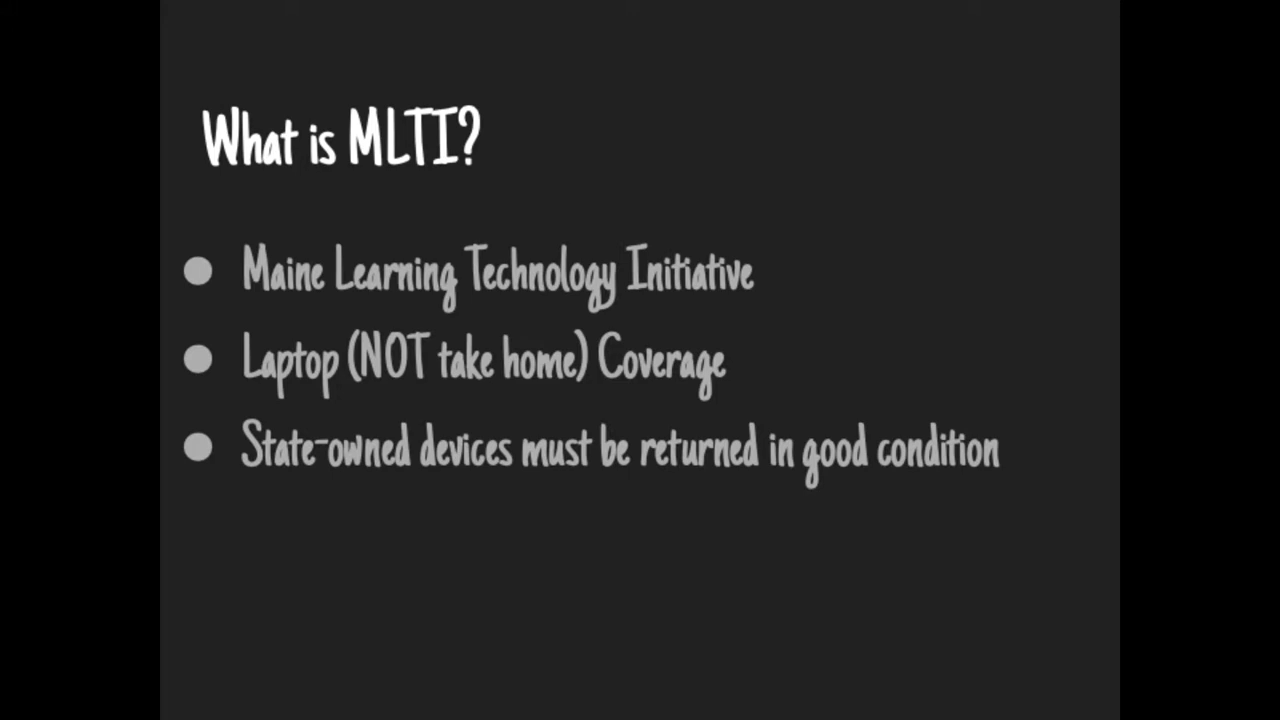 What is MLTI?
Maine Learning Technology Initiative
Laptop (NOT take home) Coverage
State-owned devices must be returned in good condition